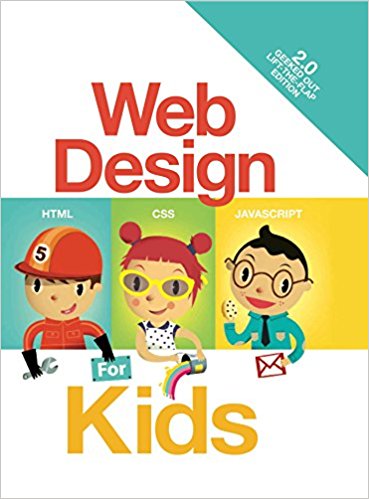 2.0
GEEKED OUT
LIFT-THE-FLAP
EDITION
Web
Design
HTML
CSS
JAVASCRIPT
5
For
Kids